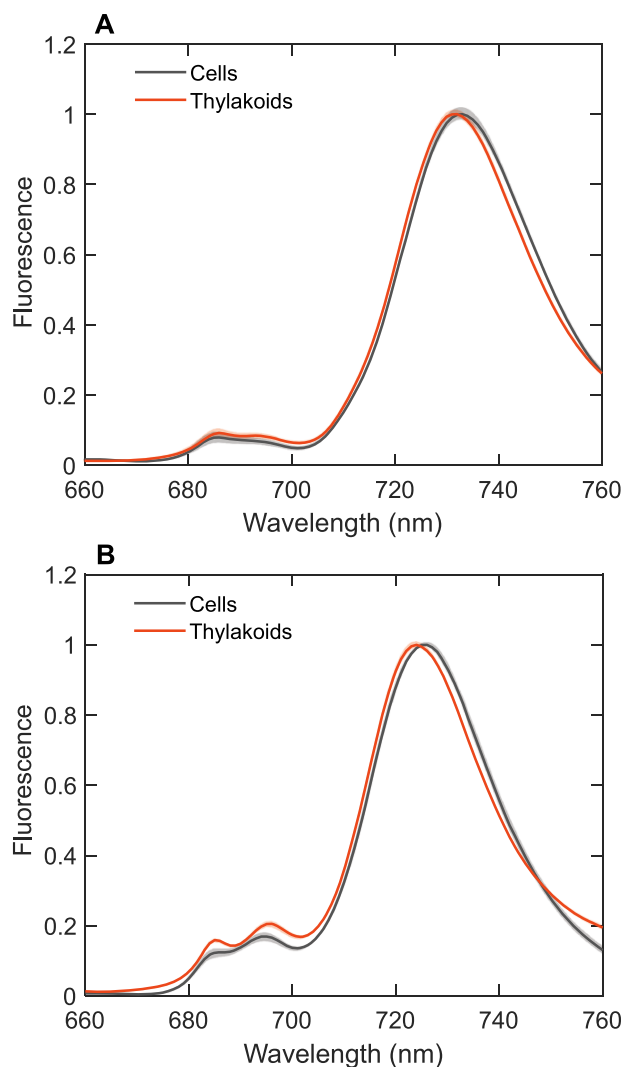 A
1.2
1
0.8
0.6
0.4
0.2
0
Fluorescence
Cells
Thylakoids
660 680 700 720 740 760
Wavelength (nm)
B
1.2
1
0.8
0.6
0.4
0.2
0
Fluorescence
Cells
Thylakoids
660 680 700 720 740 760
Wavelength (nm)